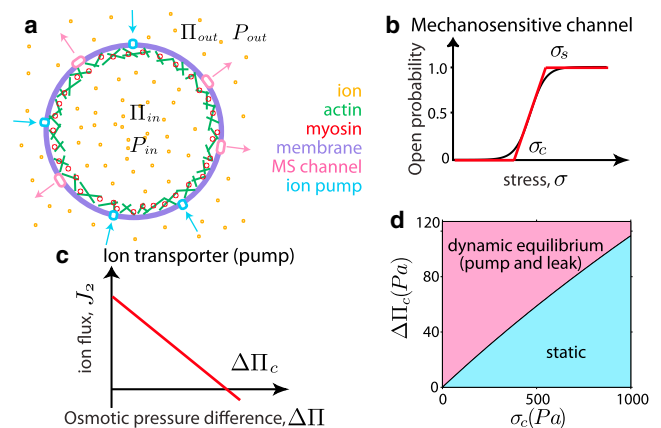 a
Π_out P_out
Π_in
P_in
ion
actin
myosin
membrane
MS channel
ion pump
b Mechanosensitive channel
Open probability
1.0
0.5
0
σ_s
σ_c
stress, σ
c Ion transporter (pump)
ion flux, J_2
ΔΠ_c
Osmotic pressure difference, ΔΠ
d
ΔΠ_c(Pa)
120
80
40
0
dynamic equilibrium
(pump and leak)
static
0 500 1000
σ_c(Pa)